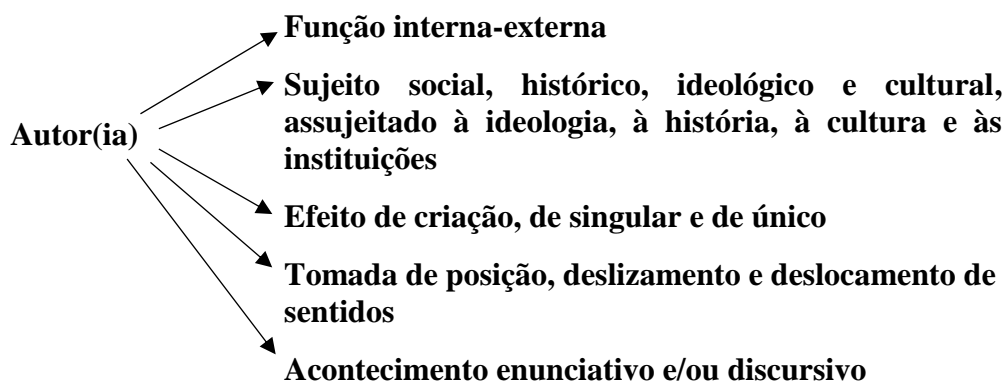 Função interna-externa
Sujeito social, histórico, ideológico e cultural,
assujeitado à ideologia, à história, à cultura e às
Autor(ia)
instituições
Efeito de criação, de singular e de único
Tomada de posição, deslizamento e deslocamento de
sentidos
Acontecimento enunciativo e/ou discursivo